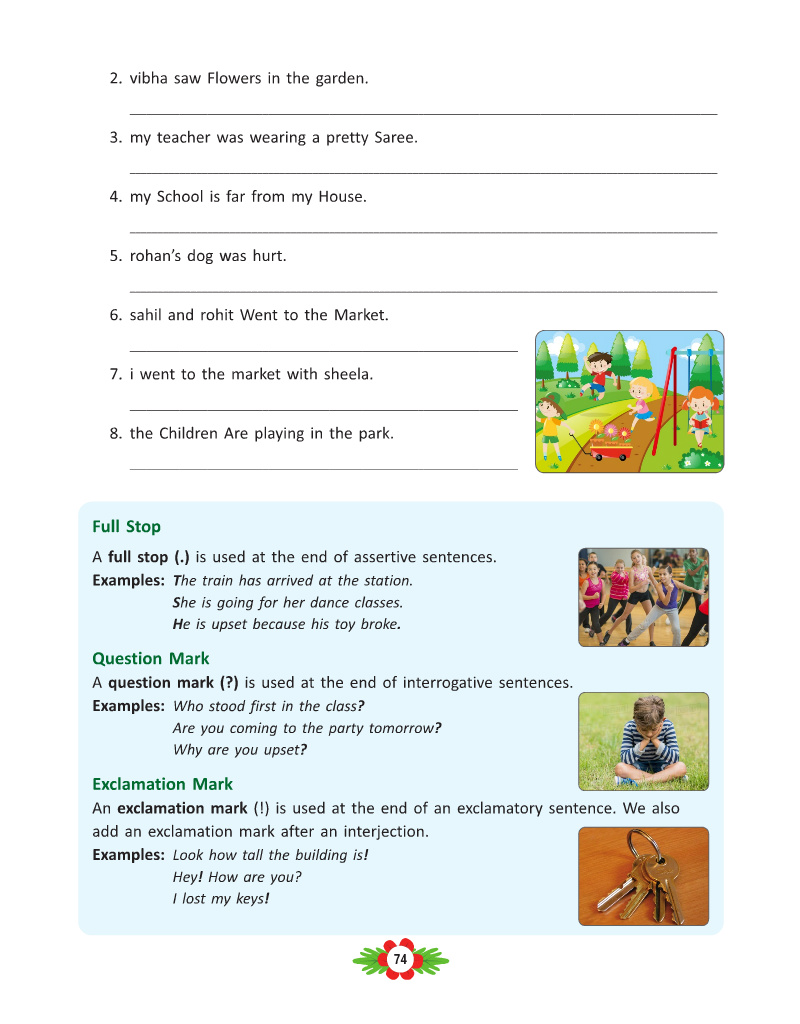 2. vibha saw Flowers in the garden.
3. my teacher was wearing a pretty Saree.
4. my School is far from my House.
5. rohan’s dog was hurt.
6. sahil and rohit Went to the Market.
7. i went to the market with sheela.
8. the Children Are playing in the park.
Full Stop
A full stop (.) is used at the end of assertive sentences.
Examples: The train has arrived at the station.
She is going for her dance classes.
He is upset because his toy broke.
Question Mark
A question mark (?) is used at the end of interrogative sentences.
Examples: Who stood first in the class?
Are you coming to the party tomorrow?
Why are you upset?
Exclamation Mark
An exclamation mark (!) is used at the end of an exclamatory sentence. We also
add an exclamation mark after an interjection.
Examples: Look how tall the building is!
Hey! How are you?
I lost my keys!
74